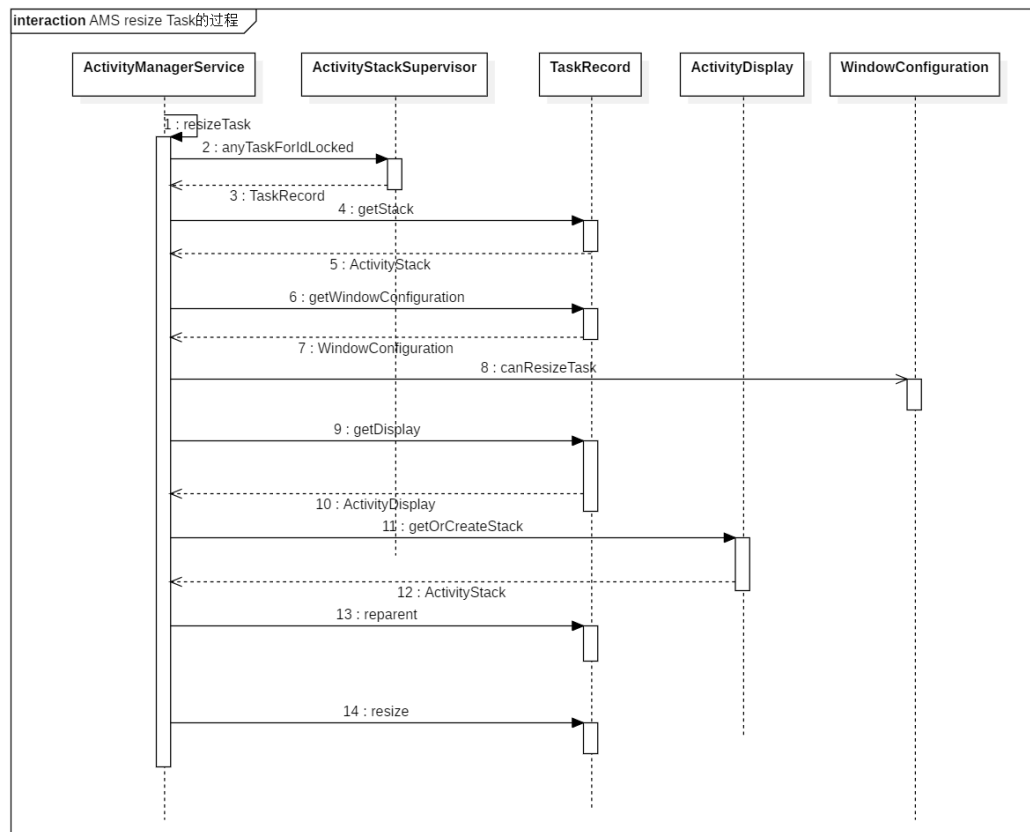 interaction AMS resize Task的过程
ActivityManagerService
ActivityStackSupervisor
TaskRecord
ActivityDisplay
WindowConfiguration
1 : resizeTask
2 : anyTaskForIdLocked
3 : TaskRecord
4 : getStack
5 : ActivityStack
6 : getWindowConfiguration
7 : WindowConfiguration
8 : canResizeTask
9 : getDisplay
10 : ActivityDisplay
11 : getOrCreateStack
12 : ActivityStack
13 : reparent
14 : resize